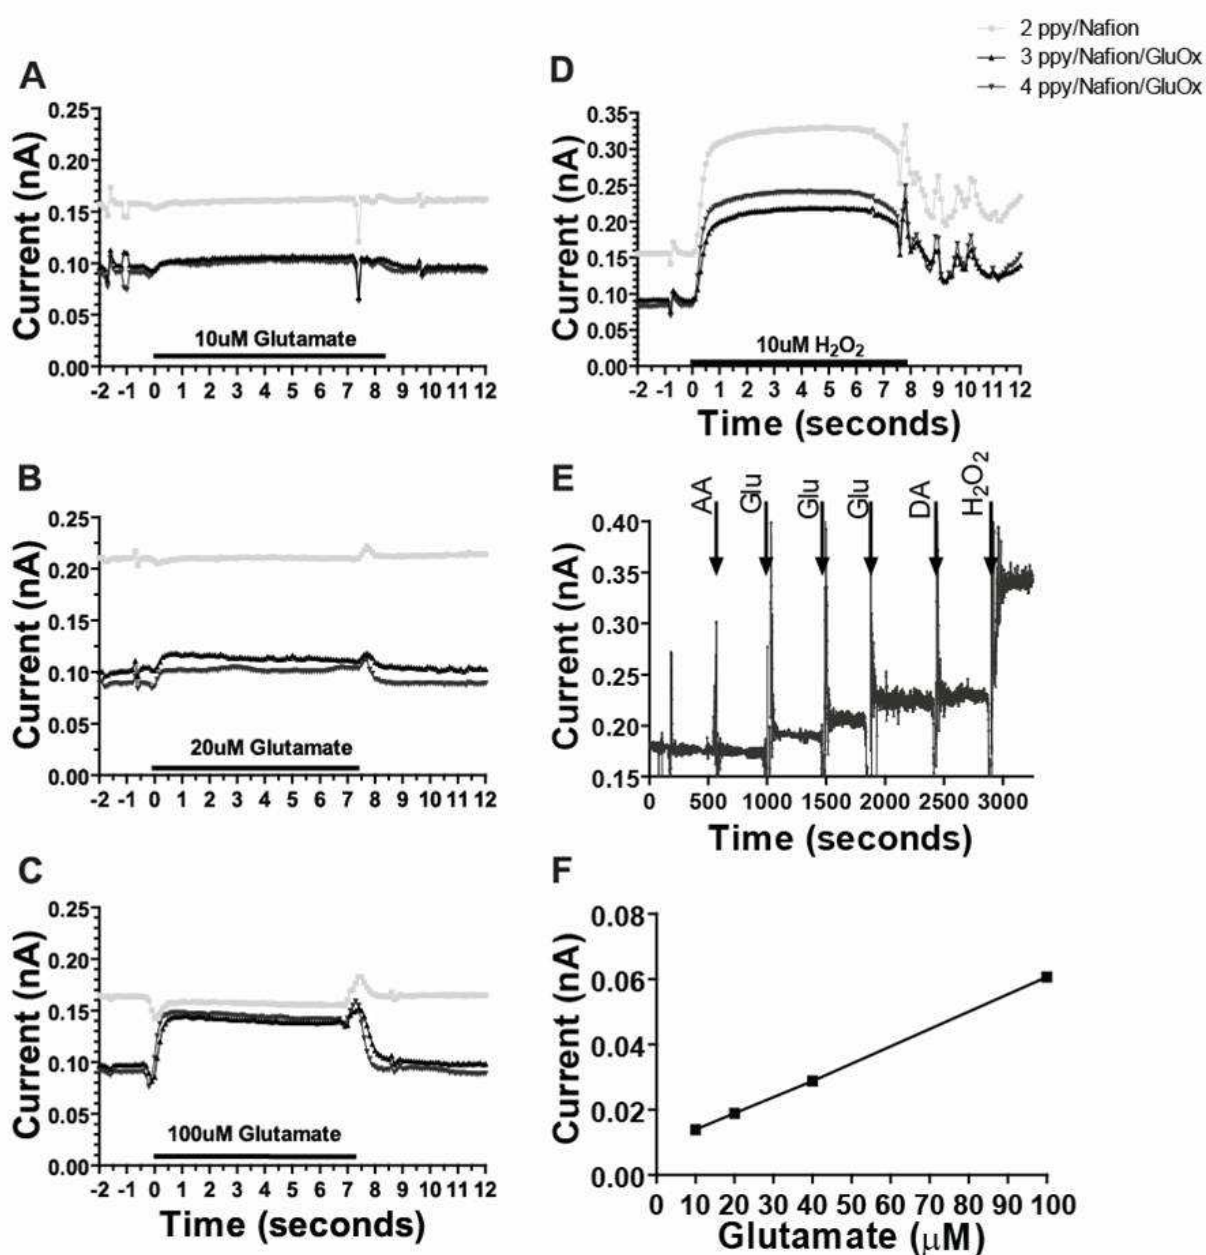 2 ppy/Nafion
3 ppy/Nafion/GluOx
4 ppy/Nafion/GluOx
A
Current (nA)
0.25
0.20
0.15
0.10
0.05
0.00
10uM Glutamate
-2 -1 0 1 2 3 4 5 6 7 8 9 10 11 12
D
Current (nA)
0.35
0.30
0.25
0.20
0.15
0.10
0.05
0.00
10uM H₂O₂
-2 -1 0 1 2 3 4 5 6 7 8 9 10 11 12
Time (seconds)
B
Current (nA)
0.25
0.20
0.15
0.10
0.05
0.00
20uM Glutamate
-2 -1 0 1 2 3 4 5 6 7 8 9 10 11 12
E
AA Glu Glu Glu DA H₂O₂
Current (nA)
0.40
0.35
0.30
0.25
0.20
0.15
0 500 1000 1500 2000 2500 3000
Time (seconds)
C
Current (nA)
0.25
0.20
0.15
0.10
0.05
0.00
100uM Glutamate
-2 -1 0 1 2 3 4 5 6 7 8 9 10 11 12
Time (seconds)
F
Current (nA)
0.08
0.06
0.04
0.02
0.00
0 10 20 30 40 50 60 70 80 90 100
Glutamate (μM)